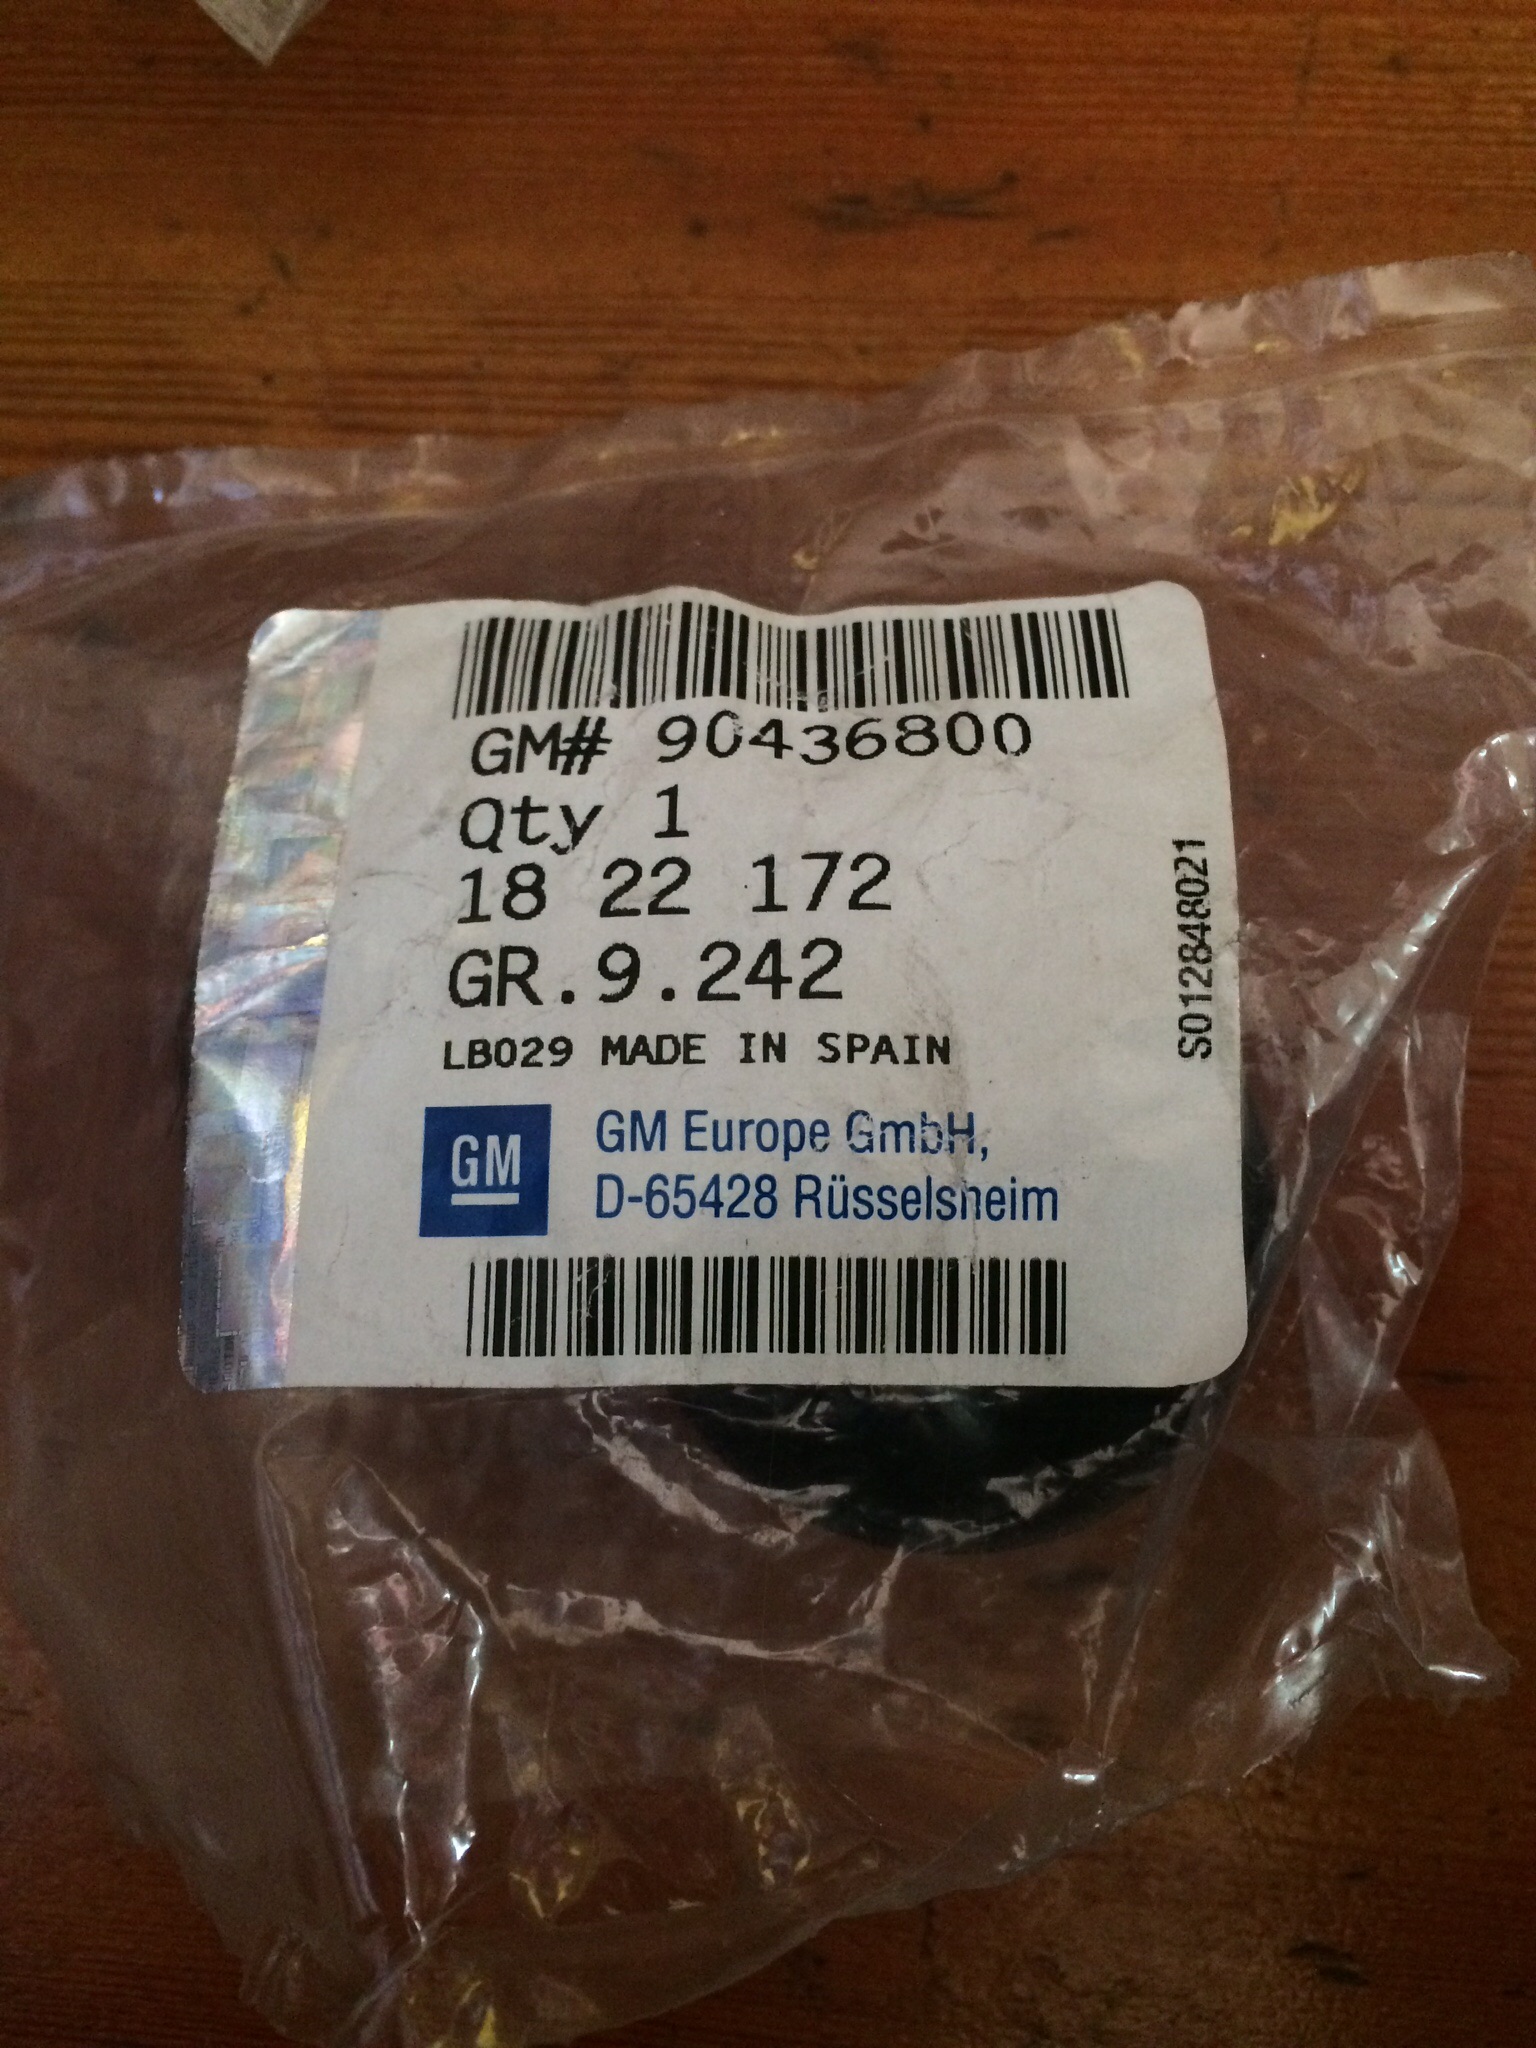 GM# 90436800
Qty 1
18 22 172
GR.9.242
LB029 MADE IN SPAIN
GM
GM Europe GmbH,
D-65428 Rüsselsheim
S012848021